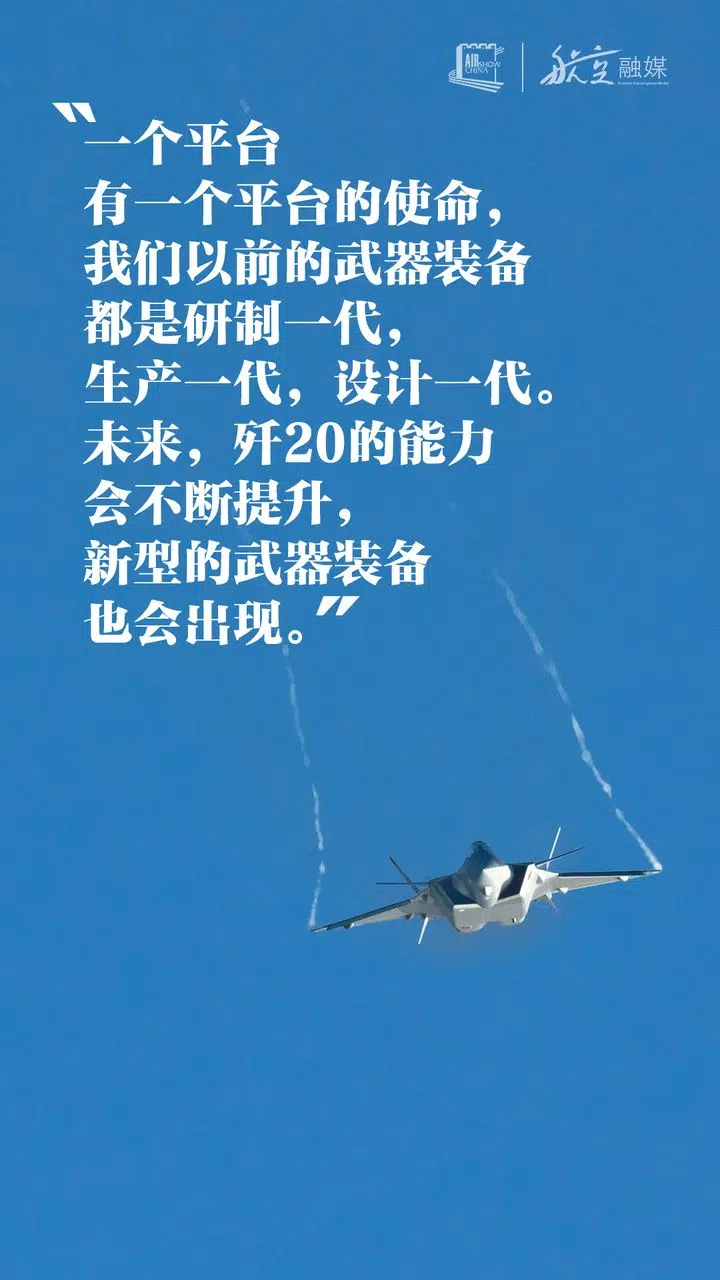 AIRSHOW
CHINA
航空融媒
“一个平台
有一个平台的使命，
我们以前的武器装备
都是研制一代，
生产一代，设计一代。
未来，歼20的能力
会不断提升，
新型的武器装备
也会出现。”